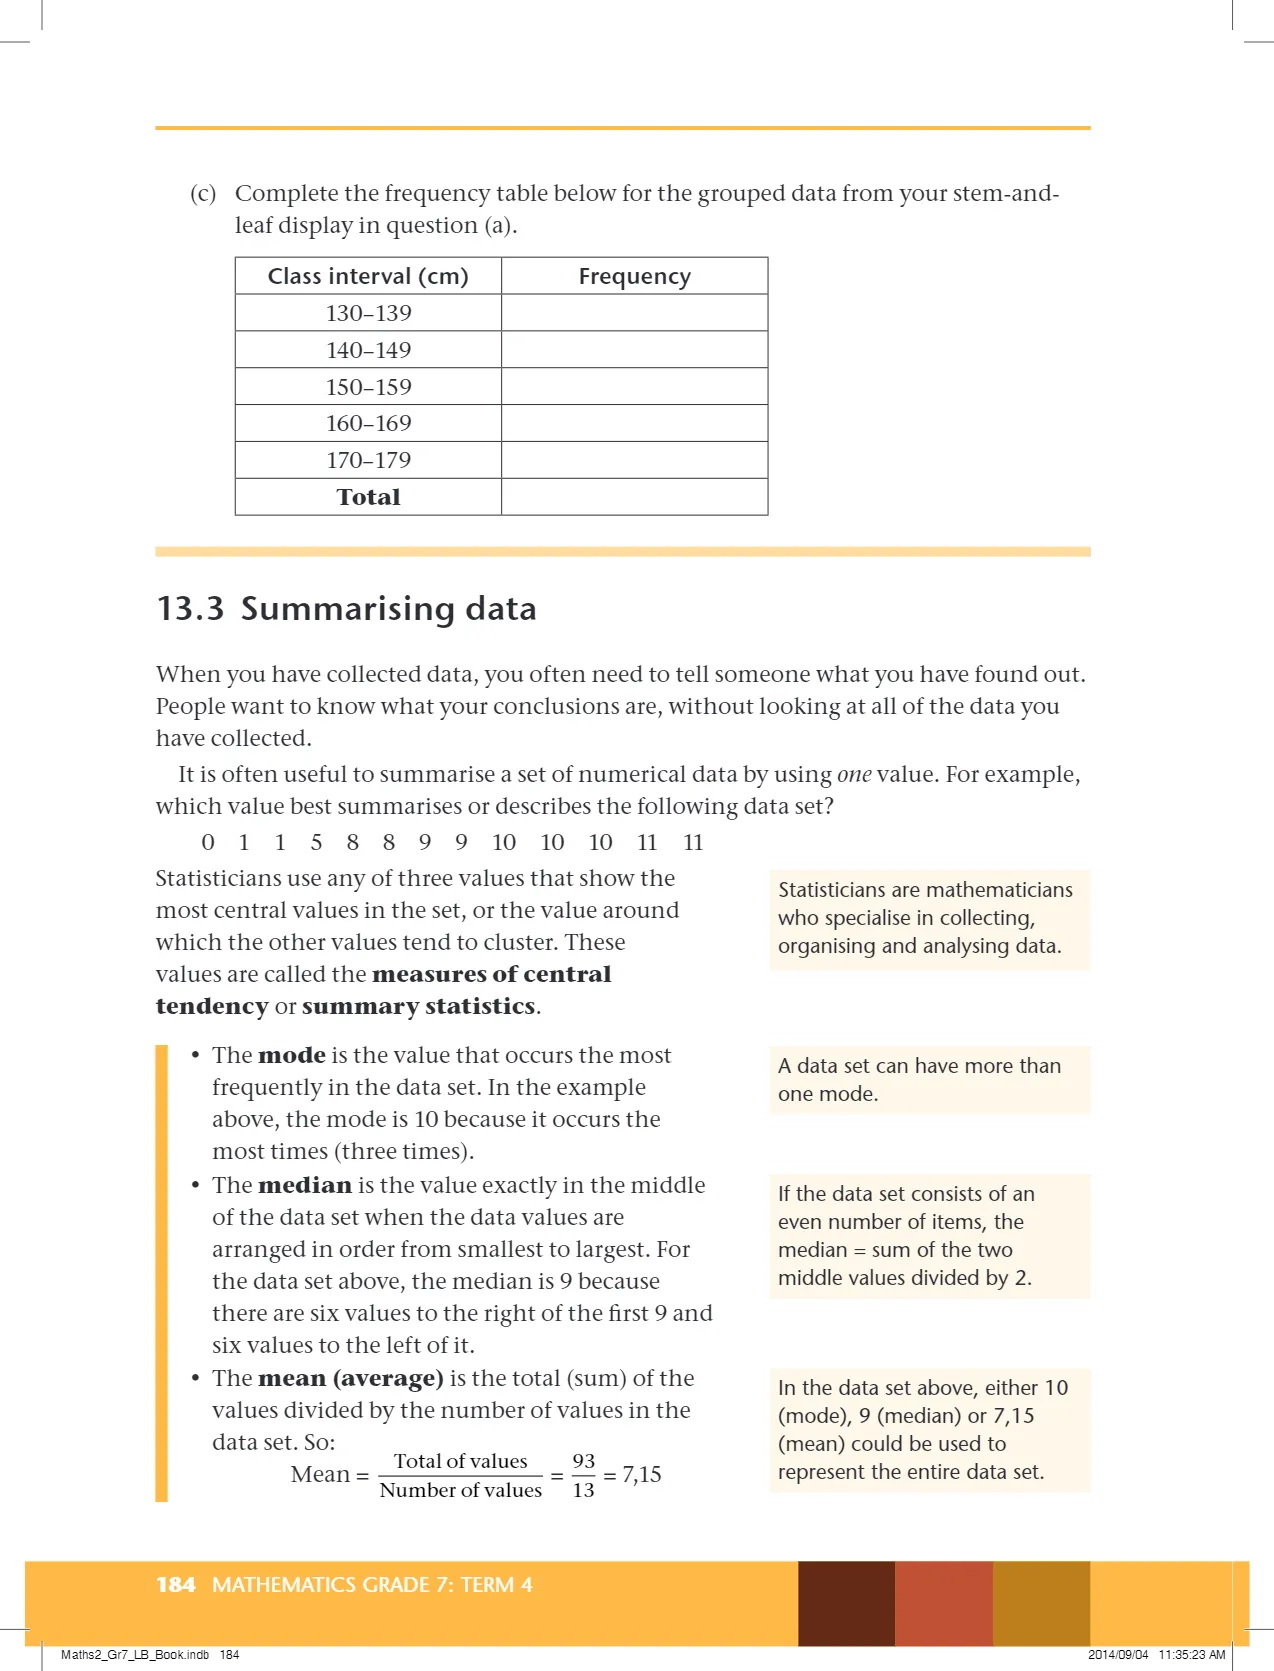 (c) Complete the frequency table below for the grouped data from your stem-and-
leaf display in question (a).
Class interval (cm) Frequency
130–139
140–149
150–159
160–169
170–179
Total
13.3 Summarising data
When you have collected data, you often need to tell someone what you have found out.
People want to know what your conclusions are, without looking at all of the data you
have collected.
It is often useful to summarise a set of numerical data by using one value. For example,
which value best summarises or describes the following data set?
0 1 1 5 8 8 9 9 10 10 10 11 11
Statisticians use any of three values that show the
most central values in the set, or the value around
which the other values tend to cluster. These
values are called the measures of central
tendency or summary statistics.
Statisticians are mathematicians
who specialise in collecting,
organising and analysing data.
• The mode is the value that occurs the most
frequently in the data set. In the example
above, the mode is 10 because it occurs the
most times (three times).
A data set can have more than
one mode.
• The median is the value exactly in the middle
of the data set when the data values are
arranged in order from smallest to largest. For
the data set above, the median is 9 because
there are six values to the right of the first 9 and
six values to the left of it.
If the data set consists of an
even number of items, the
median = sum of the two
middle values divided by 2.
• The mean (average) is the total (sum) of the
values divided by the number of values in the
data set. So:
Mean = Total of values / Number of values = 93 / 13 = 7,15
In the data set above, either 10
(mode), 9 (median) or 7,15
(mean) could be used to
represent the entire data set.
184 MATHEMATICS GRADE 7: TERM 4
Maths2_Gr7_LB_Book.indb 184
2014/09/04 11:35:23 AM